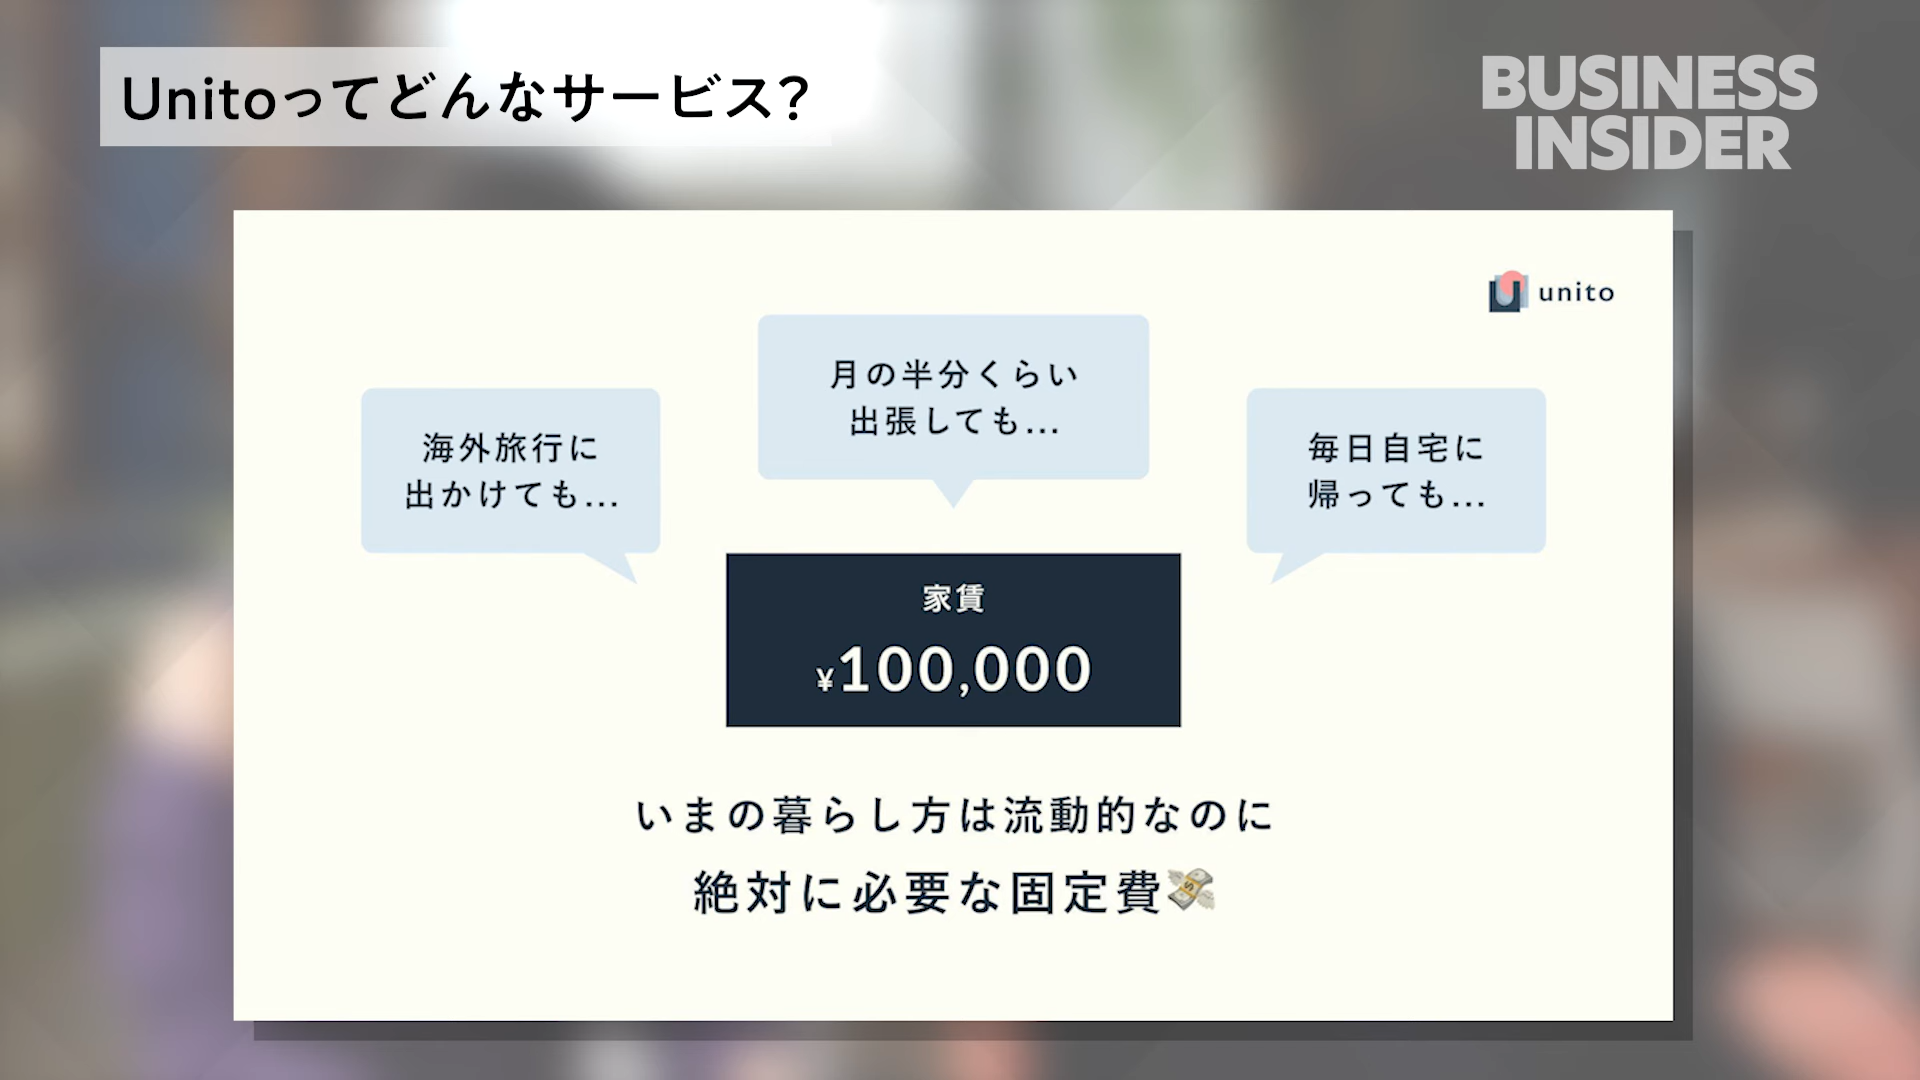 Unitoってどんなサービス?
BUSINESS
INSIDER
unito
海外旅行に
出かけても...
月の半分くらい
出張しても...
毎日自宅に
帰っても...
家賃
¥100,000
いまの暮らし方は流動的なのに
絶対に必要な固定費💸